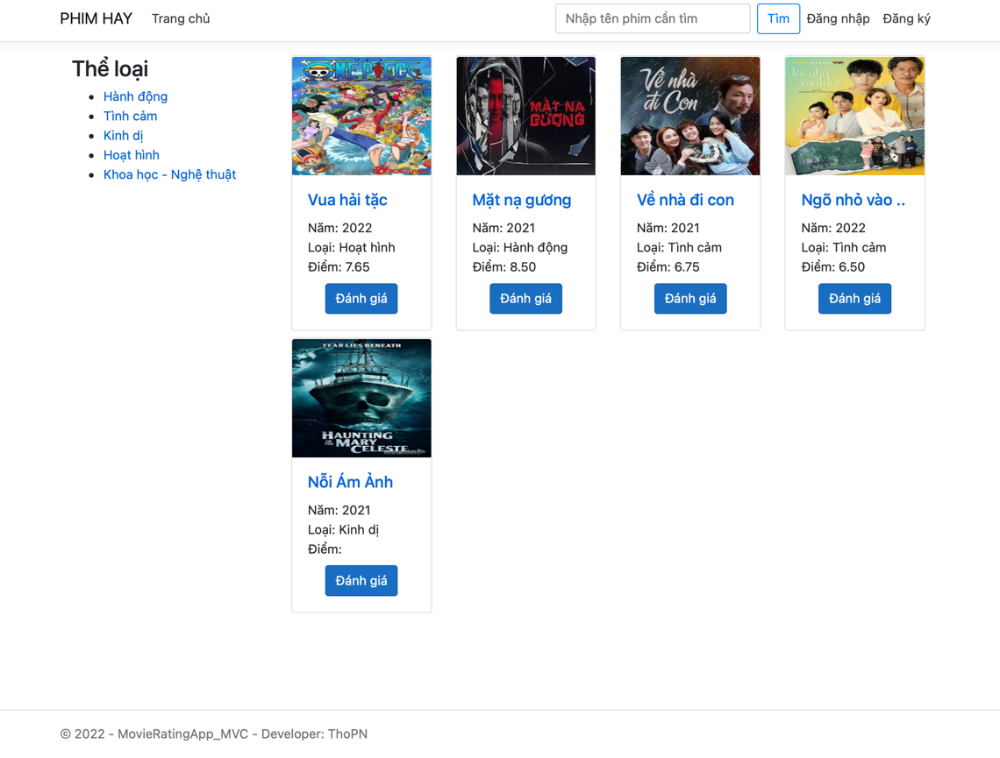 PHIM HAY Trang chủ Nhập tên phim cần tìm Tìm Đăng nhập Đăng ký
Thể loại
Hành động
Tình cảm
Kinh dị
Hoạt hình
Khoa học - Nghệ thuật
ONE PIECE
Vua hải tặc
Năm: 2022
Loại: Hoạt hình
Điểm: 7.65
Đánh giá
MẶT NẠ
GƯƠNG
Mặt nạ gương
Năm: 2021
Loại: Hành động
Điểm: 8.50
Đánh giá
Về nhà
đi Con
Về nhà đi con
Năm: 2021
Loại: Tình cảm
Điểm: 6.75
Đánh giá
Ngõ nhỏ vào ..
Năm: 2022
Loại: Tình cảm
Điểm: 6.50
Đánh giá
FEAR LIES BENEATH
HAUNTING
OF THE MARY
CELESTE
Nỗi Ám Ảnh
Năm: 2021
Loại: Kinh dị
Điểm:
Đánh giá
© 2022 - MovieRatingApp_MVC - Developer: ThoPN